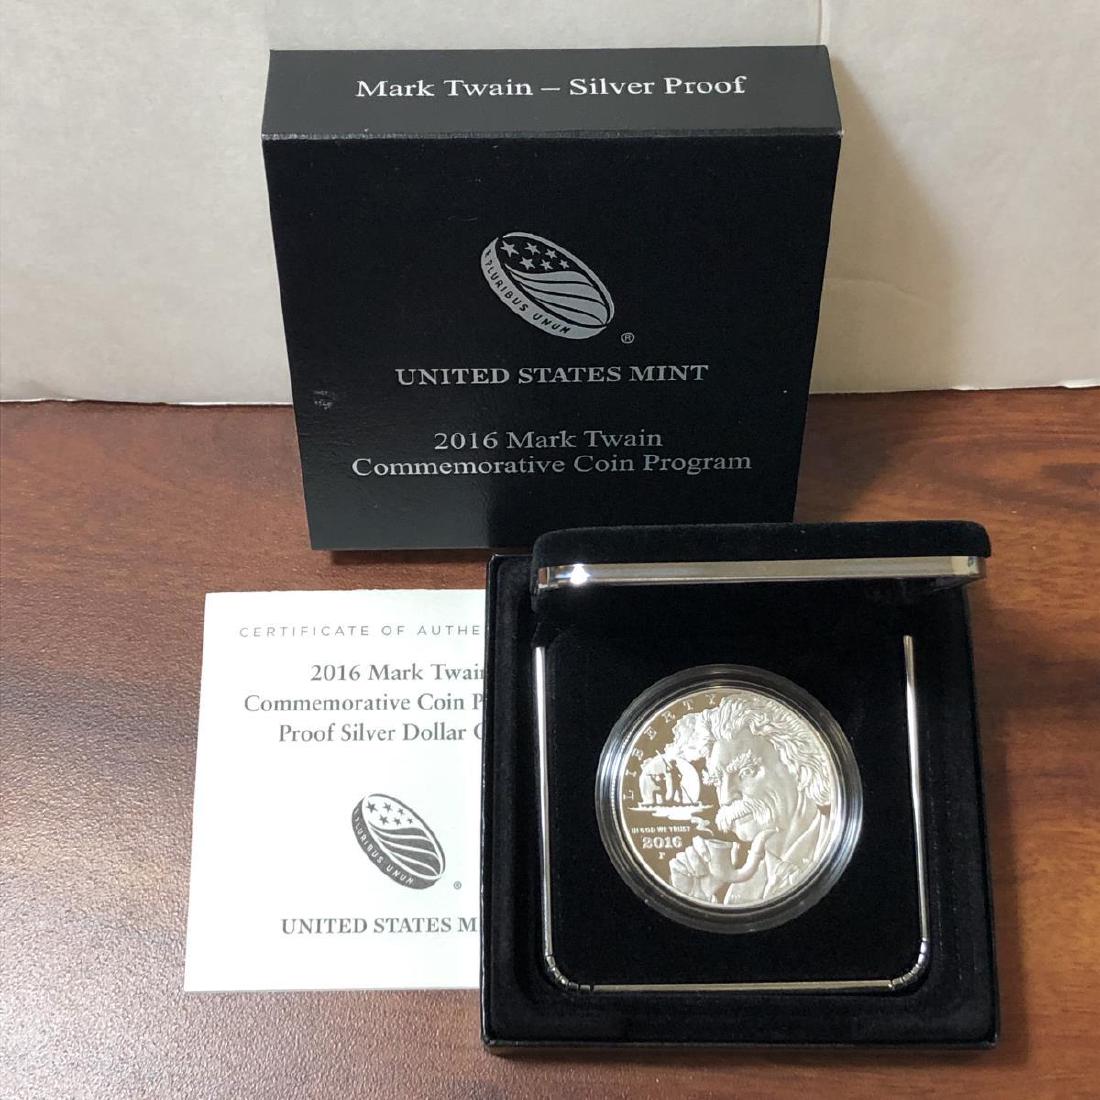 Mark Twain – Silver Proof
E PLURIBUS UNUM
®
UNITED STATES MINT
2016 Mark Twain
Commemorative Coin Program
CERTIFICATE OF AUTHE
2016 Mark Twain
Commemorative Coin P
Proof Silver Dollar C
E PLURIBUS UNUM
®
UNITED STATES M
LIBERTY
IN GOD WE TRUST
2016
P